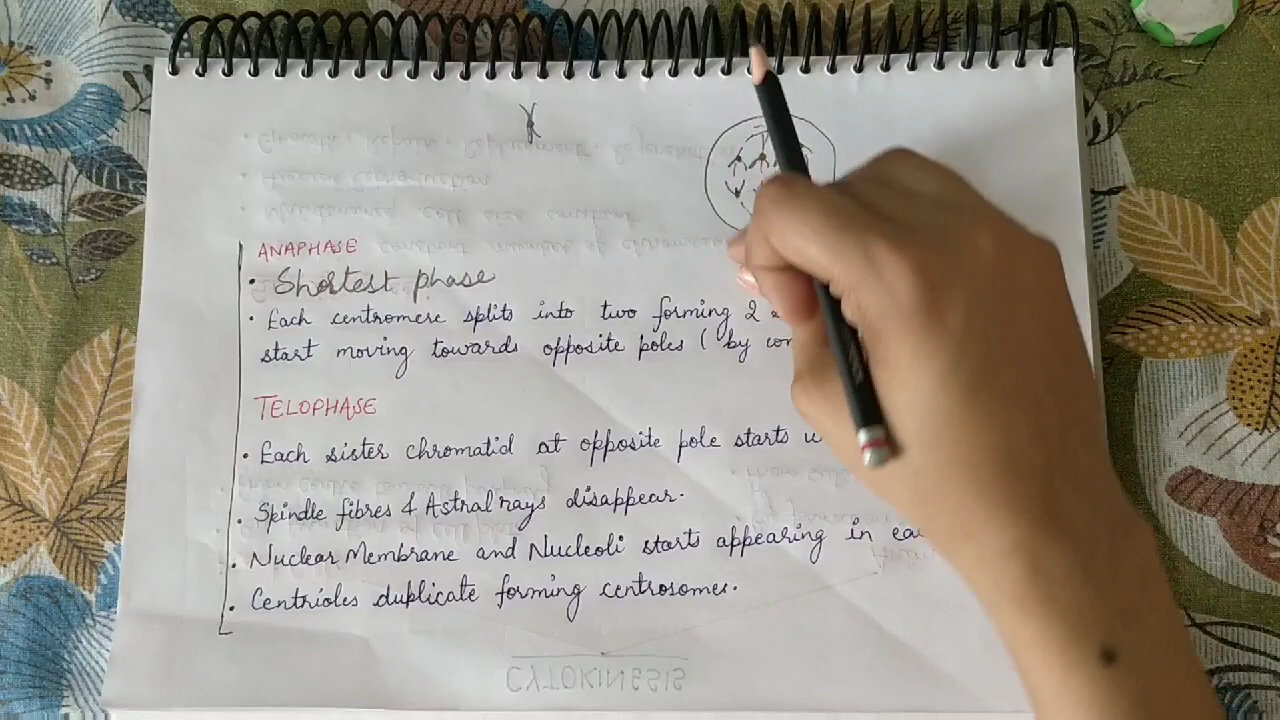 ANAPHASE
• Shortest phase
• Each centromere splits into two forming 2
start moving towards opposite poles ( by
TELOPHASE
• Each sister chromatid at opposite pole starts
• Spindle fibres & Astral rays disappear.
• Nuclear Membrane and Nucleoli starts appearing in
• Centrioles duplicate forming centrosomes.
CYTOKINESIS